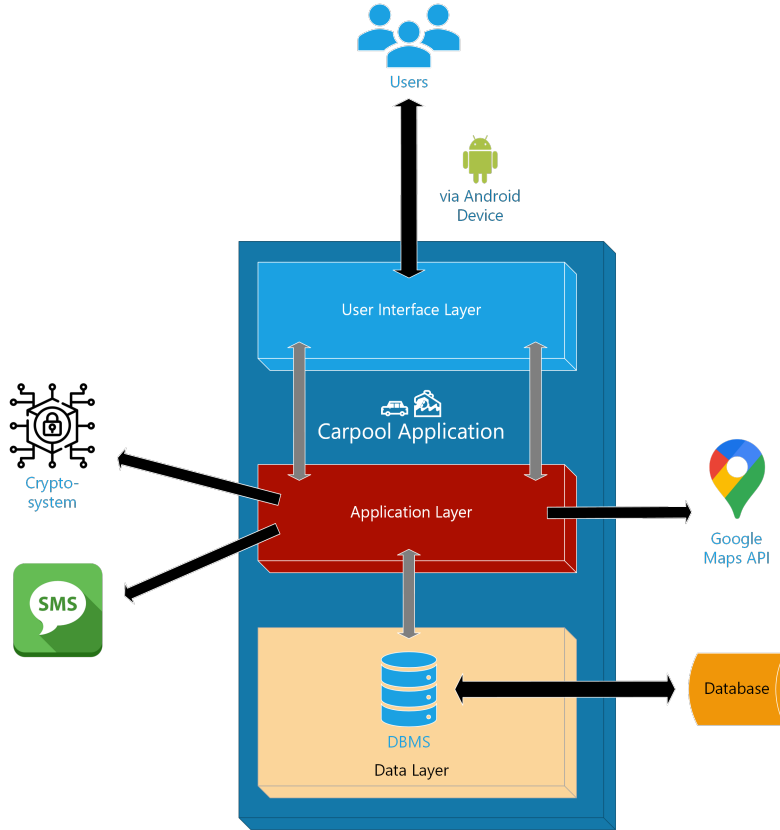 Users
via Android
Device
User Interface Layer
Carpool Application
Crypto-
system
Application Layer
Google
Maps API
SMS
Database
DBMS
Data Layer